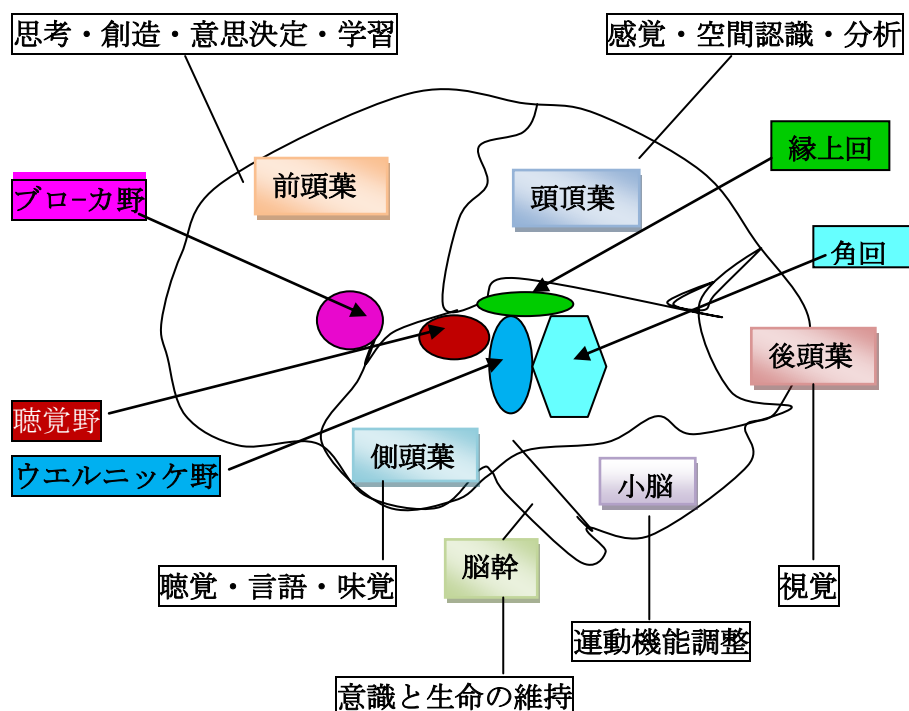 思考・創造・意思決定・学習
感覚・空間認識・分析
縁上回
前頭葉
頭頂葉
ブロ-カ野
角回
後頭葉
聴覚野
側頭葉
ウエルニッケ野
小脳
脳幹
聴覚・言語・味覚
視覚
運動機能調整
意識と生命の維持